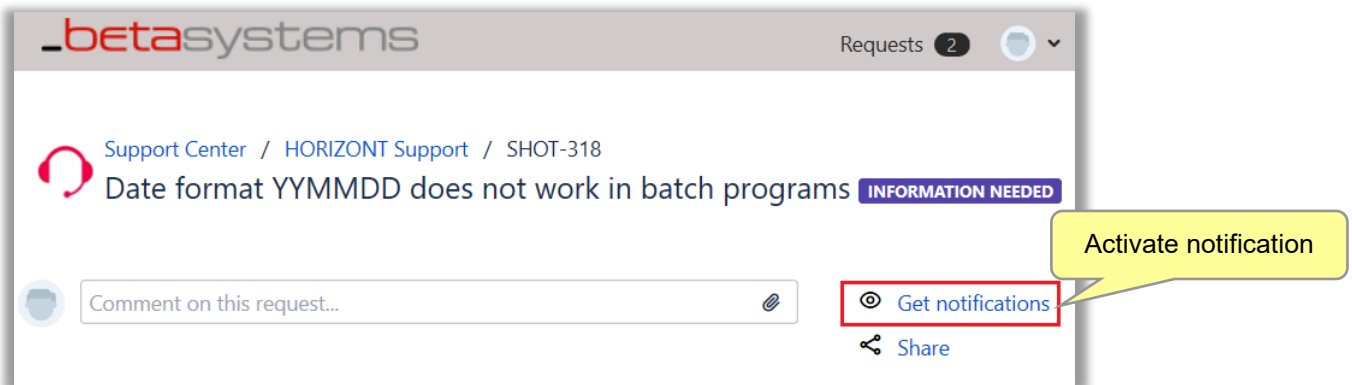 _betasystems
Requests 2
Support Center / HORIZONT Support / SHOT-318
Date format YYMMDD does not work in batch programs INFORMATION NEEDED
Activate notification
Comment on this request...
Get notifications
Share